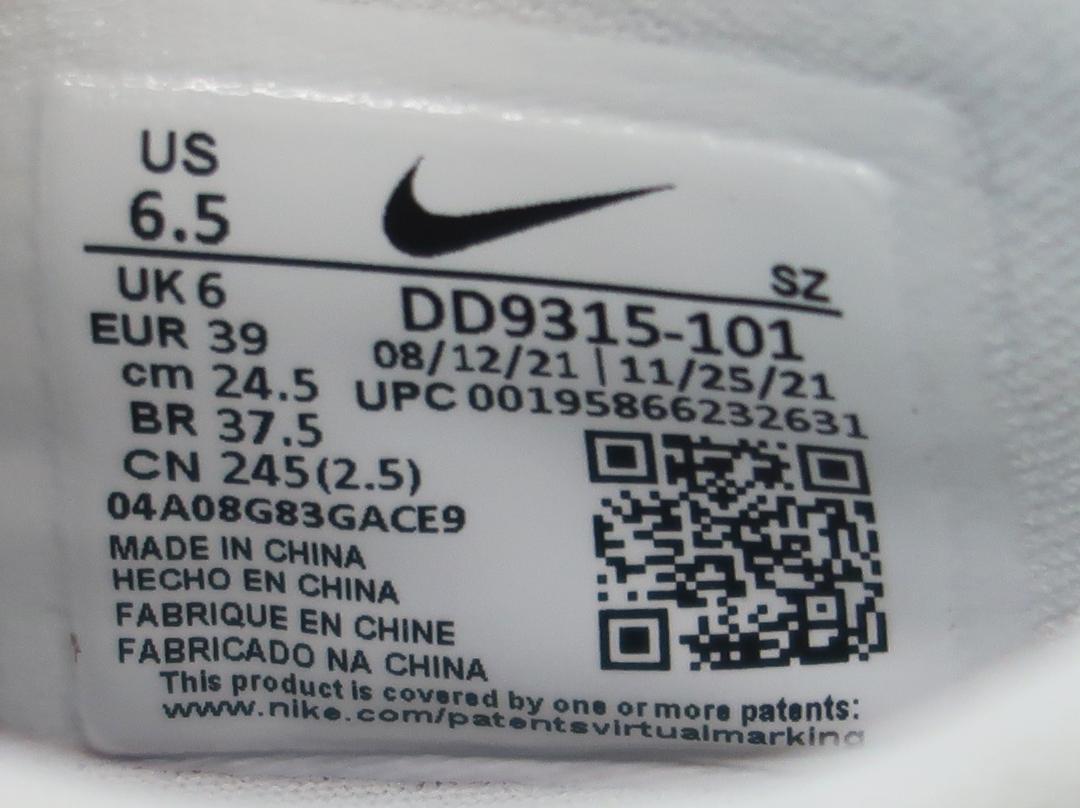 US
6.5
SZ
UK 6
EUR 39
cm 24.5
BR 37.5
CN 245(2.5)
DD9315-101
08/12/21 | 11/25/21
UPC 00195866232631
04A08G83GACE9
MADE IN CHINA
HECHO EN CHINA
FABRIQUE EN CHINE
FABRICADO NA CHINA
This product is covered by one or more patents:
www.nike.com/patentsvirtualmarking